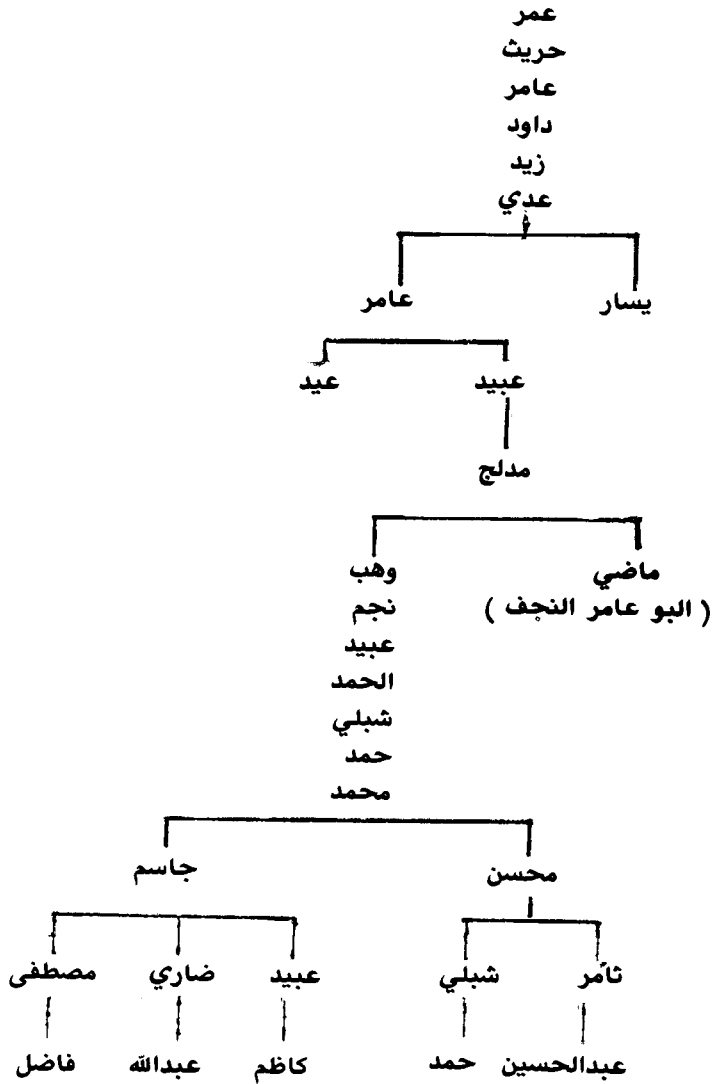 عمر
حريث
عامر
داود
زيد
عدي
يسار عامر
عبيد عيد
مدلج
ماضي وهب
( البو عامر النجف ) نجم
عبيد
الحمد
شبلي
حمد
محمد
محسن جاسم
ثامر شبلي عبيد ضاري مصطفى
عبدالحسين حمد كاظم عبدالله فاضل